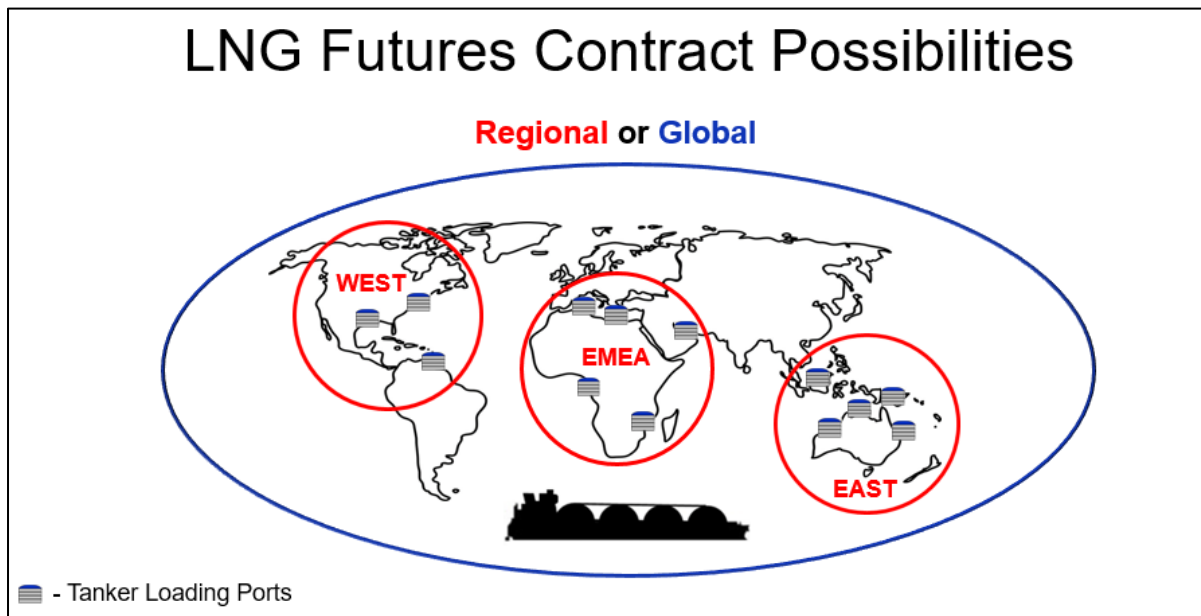 LNG Futures Contract Possibilities
Regional or Global
WEST
EMEA
EAST
- Tanker Loading Ports